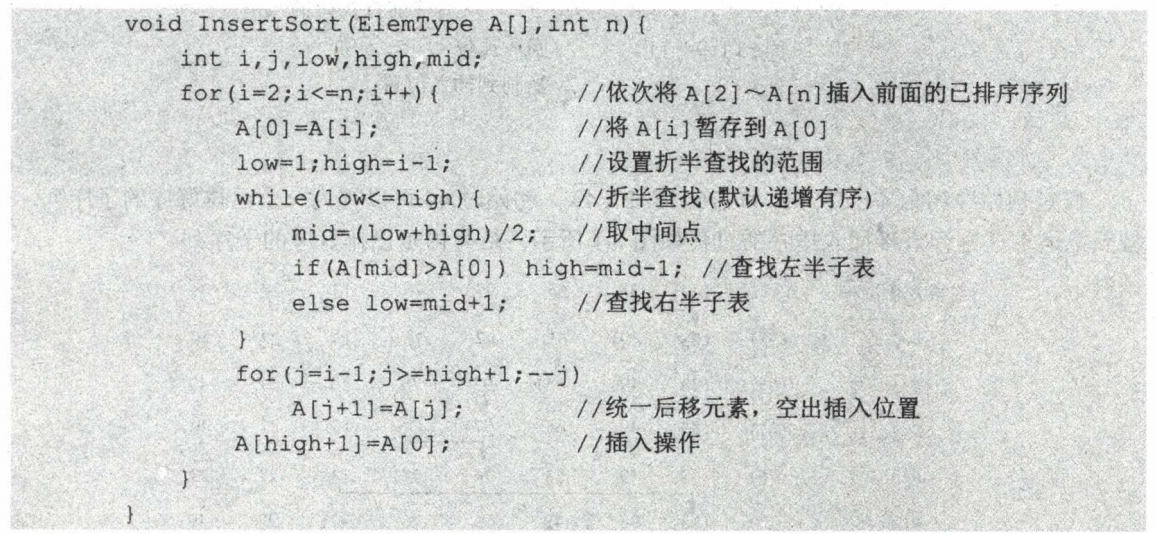 void InsertSort(ElemType A[],int n){
int i,j,low,high,mid;
for(i=2;i<=n;i++){ //依次将 A[2]～A[n]插入前面的已排序序列
A[0]=A[i]; //将 A[i]暂存到 A[0]
low=1;high=i-1; //设置折半查找的范围
while(low<=high){ //折半查找(默认递增有序)
mid=(low+high)/2; //取中间点
if(A[mid]>A[0]) high=mid-1; //查找左半子表
else low=mid+1; //查找右半子表
}
for(j=i-1;j>=high+1;--j)
A[j+1]=A[j]; //统一后移元素，空出插入位置
A[high+1]=A[0]; //插入操作
}
}